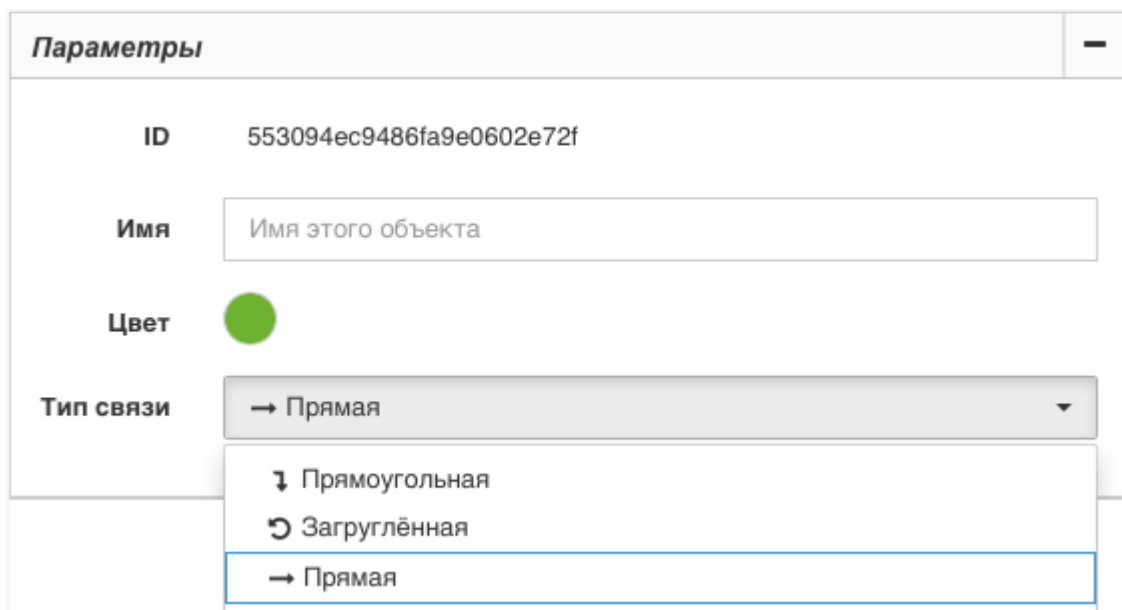 Параметры
ID 553094ec9486fa9e0602e72f
Имя Имя этого объекта
Цвет
Тип связи → Прямая
Прямоугольная
Загруглённая
→ Прямая